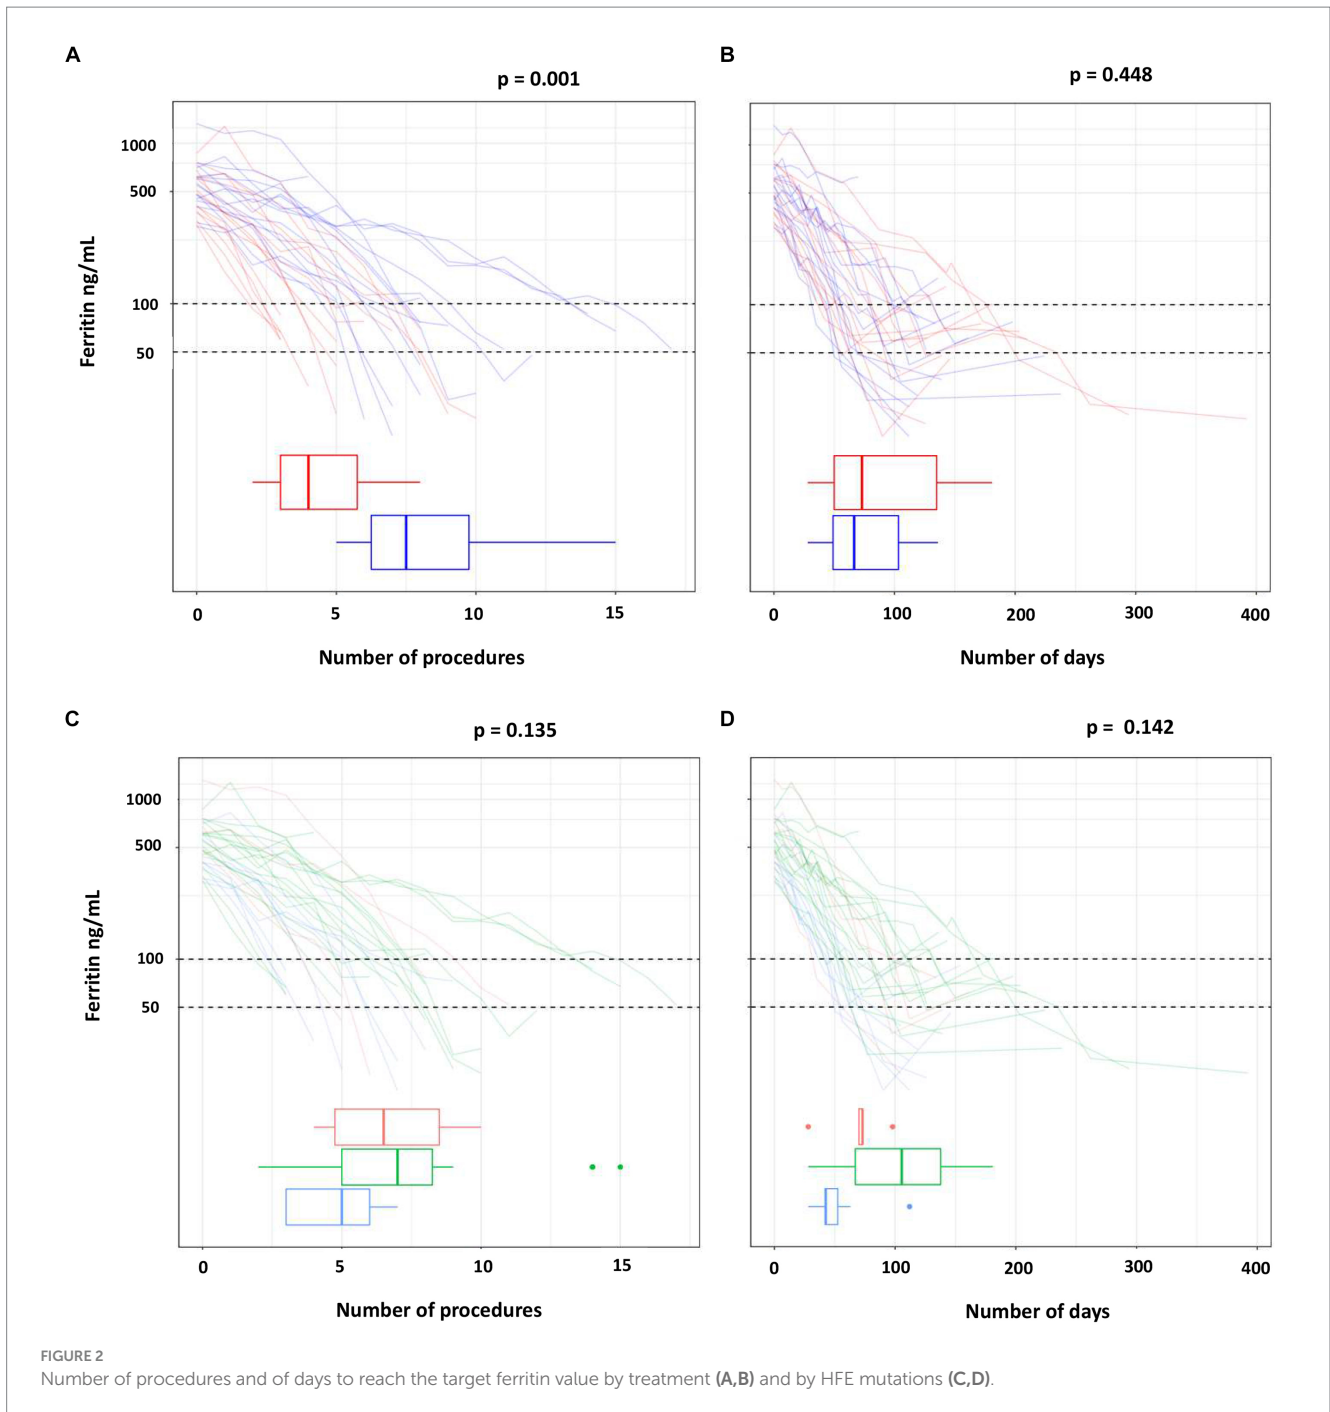 A
p = 0.001
1000
500
100
50
Ferritin ng/mL
0 5 10 15
Number of procedures
B
p = 0.448
0 100 200 300 400
Number of days
C
p = 0.135
1000
500
100
50
Ferritin ng/mL
0 5 10 15
Number of procedures
D
p = 0.142
0 100 200 300 400
Number of days
FIGURE 2
Number of procedures and of days to reach the target ferritin value by treatment (A,B) and by HFE mutations (C,D).